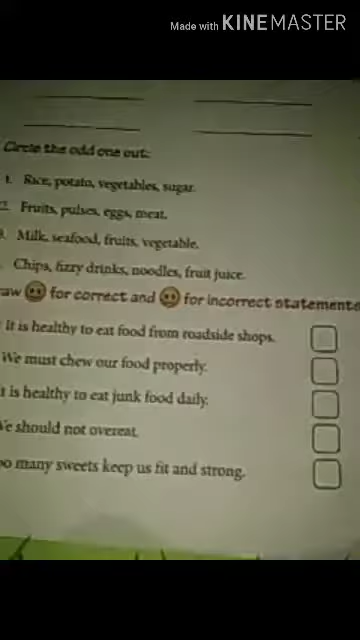 Made with KINEMASTER
Circle the odd one out:
1. Rice, potato, vegetables, sugar.
2. Fruits, pulses, eggs, meat.
3. Milk, seafood, fruits, vegetable.
. Chips, fizzy drinks, noodles, fruit juice.
raw for correct and for incorrect statements
It is healthy to eat food from roadside shops.
We must chew our food properly.
t is healthy to eat junk food daily.
We should not overeat.
oo many sweets keep us fit and strong.